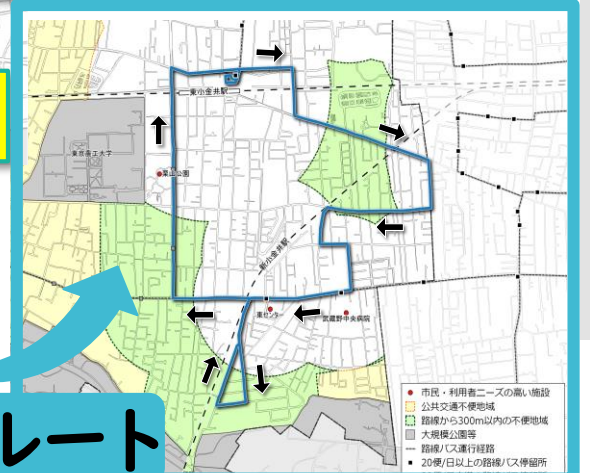 東小金井駅
東京農工大学
栗山公園
新小金井駅
東センター
武蔵野中央病院
市民・利用者ニーズの高い施設
公共交通不便地域
路線から300m以内の不便地域
大規模公園等
路線バス運行経路
20便/日以上の路線バス停留所
レート